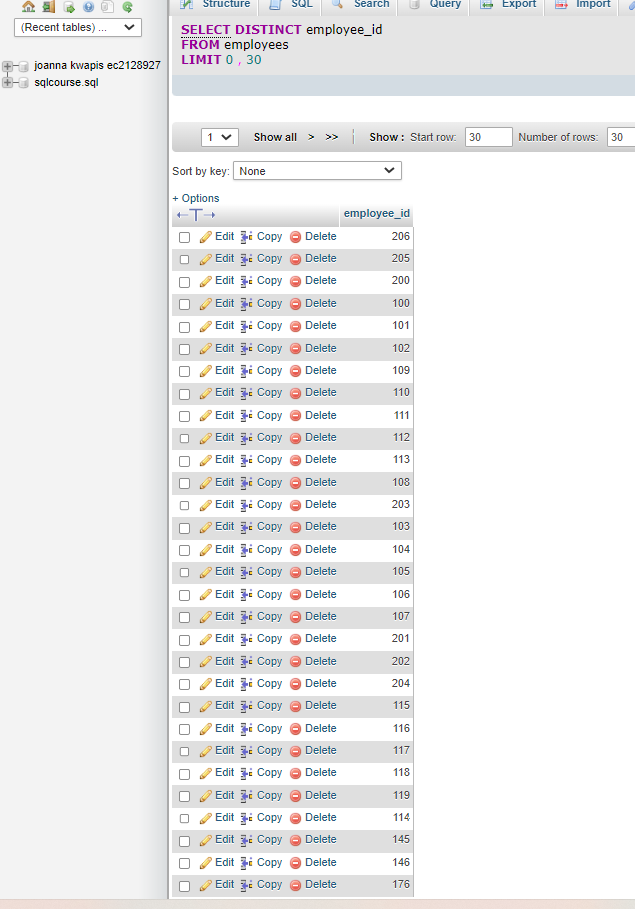 Structure SQL Search Query Export Import
(Recent tables) ...
joanna kwapis ec2128927
sqlcourse.sql
SELECT DISTINCT employee_id
FROM employees
LIMIT 0 , 30
1 Show all > >> Show : Start row: 30 Number of rows: 30
Sort by key: None
+ Options
←T→ employee_id
Edit Copy Delete 206
Edit Copy Delete 205
Edit Copy Delete 200
Edit Copy Delete 100
Edit Copy Delete 101
Edit Copy Delete 102
Edit Copy Delete 109
Edit Copy Delete 110
Edit Copy Delete 111
Edit Copy Delete 112
Edit Copy Delete 113
Edit Copy Delete 108
Edit Copy Delete 203
Edit Copy Delete 103
Edit Copy Delete 104
Edit Copy Delete 105
Edit Copy Delete 106
Edit Copy Delete 107
Edit Copy Delete 201
Edit Copy Delete 202
Edit Copy Delete 204
Edit Copy Delete 115
Edit Copy Delete 116
Edit Copy Delete 117
Edit Copy Delete 118
Edit Copy Delete 119
Edit Copy Delete 114
Edit Copy Delete 145
Edit Copy Delete 146
Edit Copy Delete 176